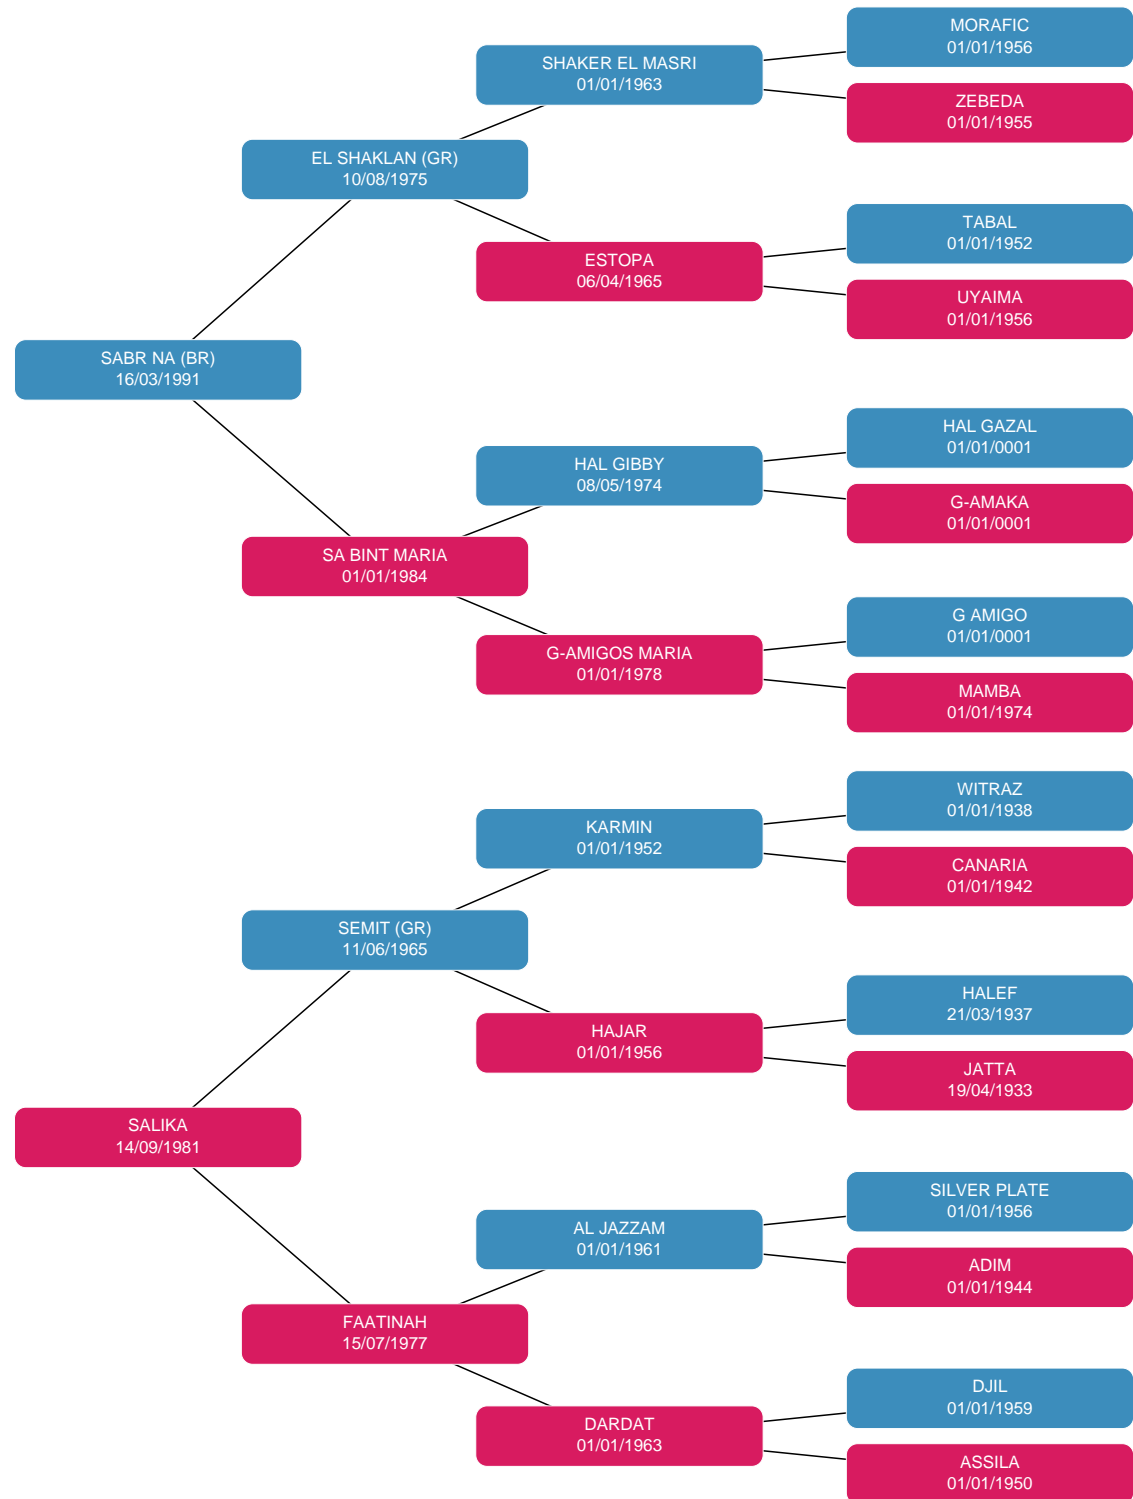 MORAFIC
01/01/1956
SHAKER EL MASRI
01/01/1963
ZEBEDA
01/01/1955
EL SHAKLAN (GR)
10/08/1975
TABAL
01/01/1952
ESTOPA
06/04/1965
UYAIMA
01/01/1956
SABR NA (BR)
16/03/1991
HAL GAZAL
01/01/0001
HAL GIBBY
08/05/1974
G-AMAKA
01/01/0001
SA BINT MARIA
01/01/1984
G AMIGO
01/01/0001
G-AMIGOS MARIA
01/01/1978
MAMBA
01/01/1974
WITRAZ
01/01/1938
KARMIN
01/01/1952
CANARIA
01/01/1942
SEMIT (GR)
11/06/1965
HALEF
21/03/1937
HAJAR
01/01/1956
JATTA
19/04/1933
SALIKA
14/09/1981
SILVER PLATE
01/01/1956
AL JAZZAM
01/01/1961
ADIM
01/01/1944
FAATINAH
15/07/1977
DJIL
01/01/1959
DARDAT
01/01/1963
ASSILA
01/01/1950